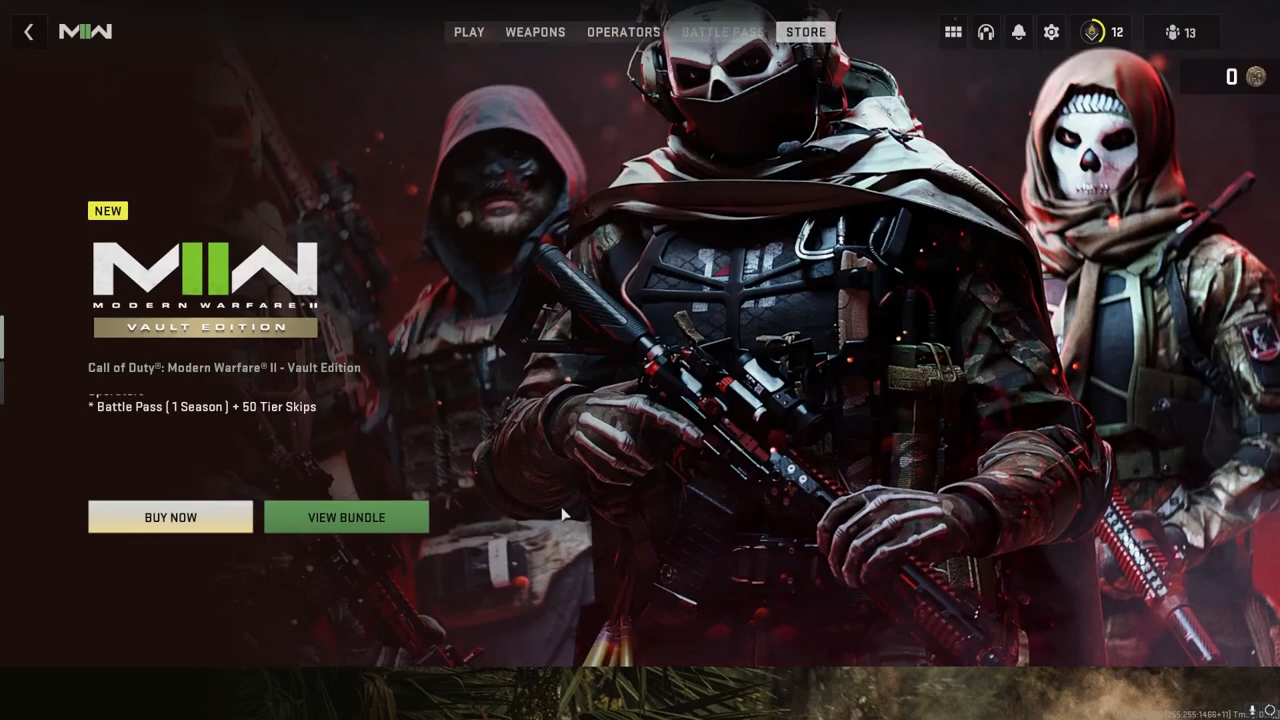 MIIW
PLAY
WEAPONS
OPERATORS
BATTLE PASS
STORE
12
13
0
NEW
MIIW
MODERN WARFARE II
VAULT EDITION
Call of Duty®: Modern Warfare® II - Vault Edition
* Battle Pass ( 1 Season ) + 50 Tier Skips
BUY NOW
VIEW BUNDLE